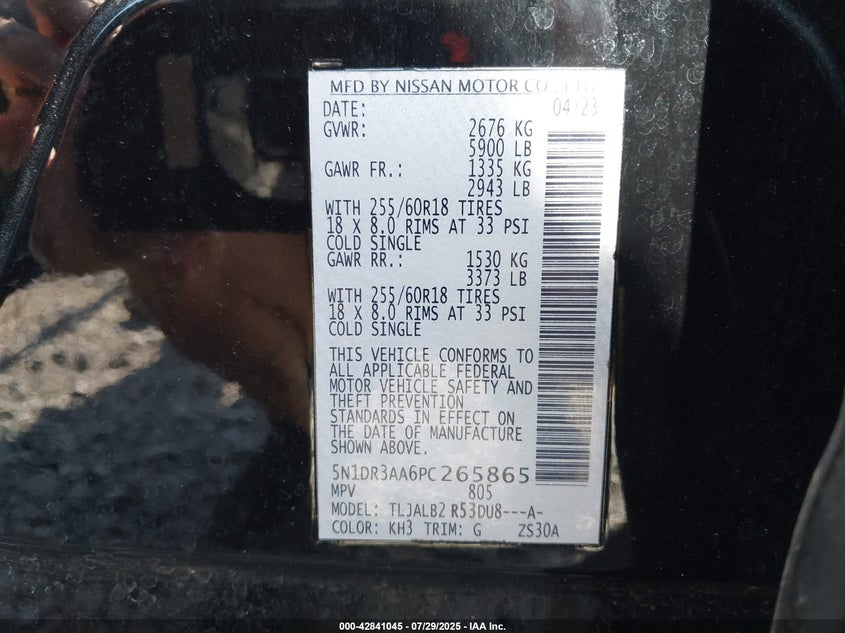 MFD BY NISSAN MOTOR CO., LTD.
DATE: 04/23
GVWR: 2676 KG
5900 LB
GAWR FR.: 1335 KG
2943 LB
WITH 255/60R18 TIRES
18 X 8.0 RIMS AT 33 PSI
COLD SINGLE
GAWR RR.: 1530 KG
3373 LB
WITH 255/60R18 TIRES
18 X 8.0 RIMS AT 33 PSI
COLD SINGLE
THIS VEHICLE CONFORMS TO
ALL APPLICABLE FEDERAL
MOTOR VEHICLE SAFETY AND
THEFT PREVENTION
STANDARDS IN EFFECT ON
THE DATE OF MANUFACTURE
SHOWN ABOVE.
5N1DR3AA6PC265865
MPV 805
MODEL: TLJALB2 R53DU8---A-
COLOR: KH3 TRIM: G ZS30A
000-42841045 / 07/29/2025 - IAA Inc.